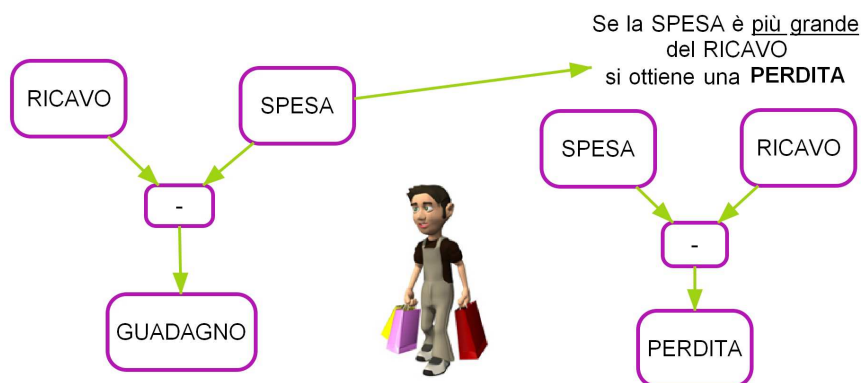 Se la SPESA è più grande
del RICAVO
si ottiene una PERDITA
RICAVO
SPESA
-
GUADAGNO
SPESA
RICAVO
-
PERDITA